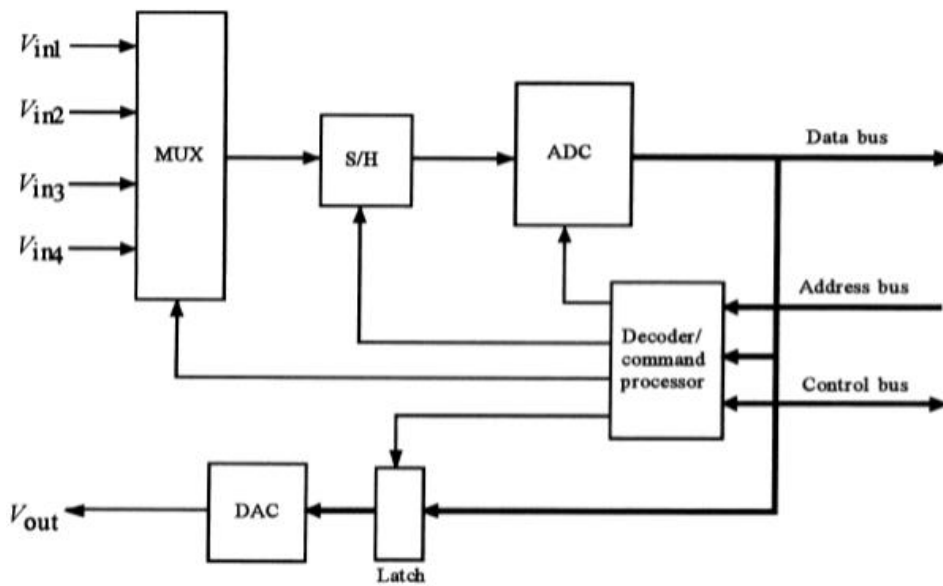 Vin1
Vin2
Vin3
Vin4
MUX
S/H
ADC
Data bus
Address bus
Decoder/
command
processor
Control bus
Vout
DAC
Latch